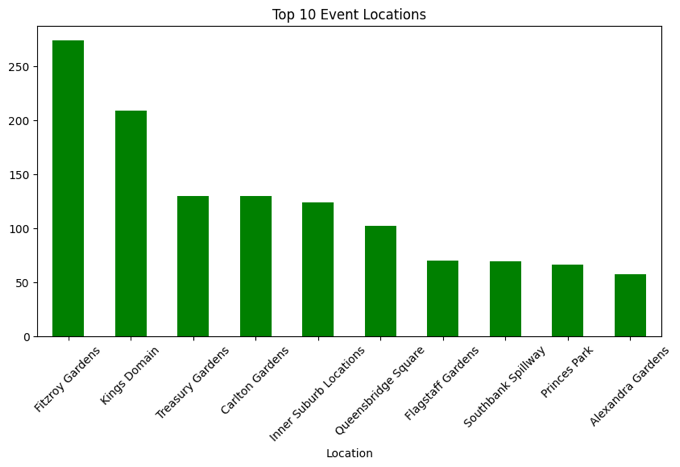 Top 10 Event Locations
250
200
150
100
50
0
Fitzroy Gardens
Kings Domain
Treasury Gardens
Carlton Gardens
Inner Suburb Locations
Queensbridge Square
Flagstaff Gardens
Southbank Spillway
Princes Park
Alexandra Gardens
Location